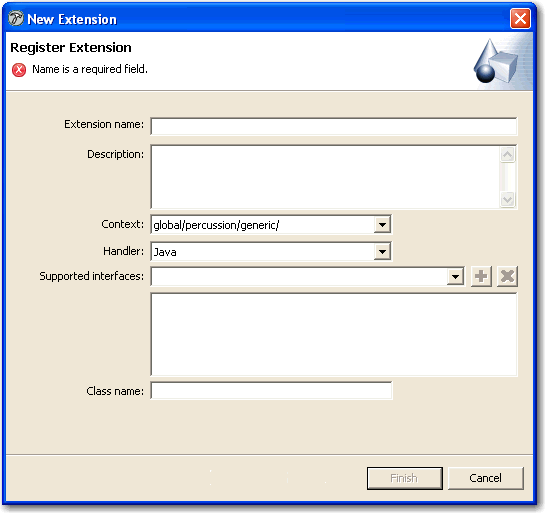 New Extension
Register Extension
Name is a required field.
Extension name:
Description:
Context: global/percussion/generic/
Handler: Java
Supported interfaces:
Class name:
Finish Cancel